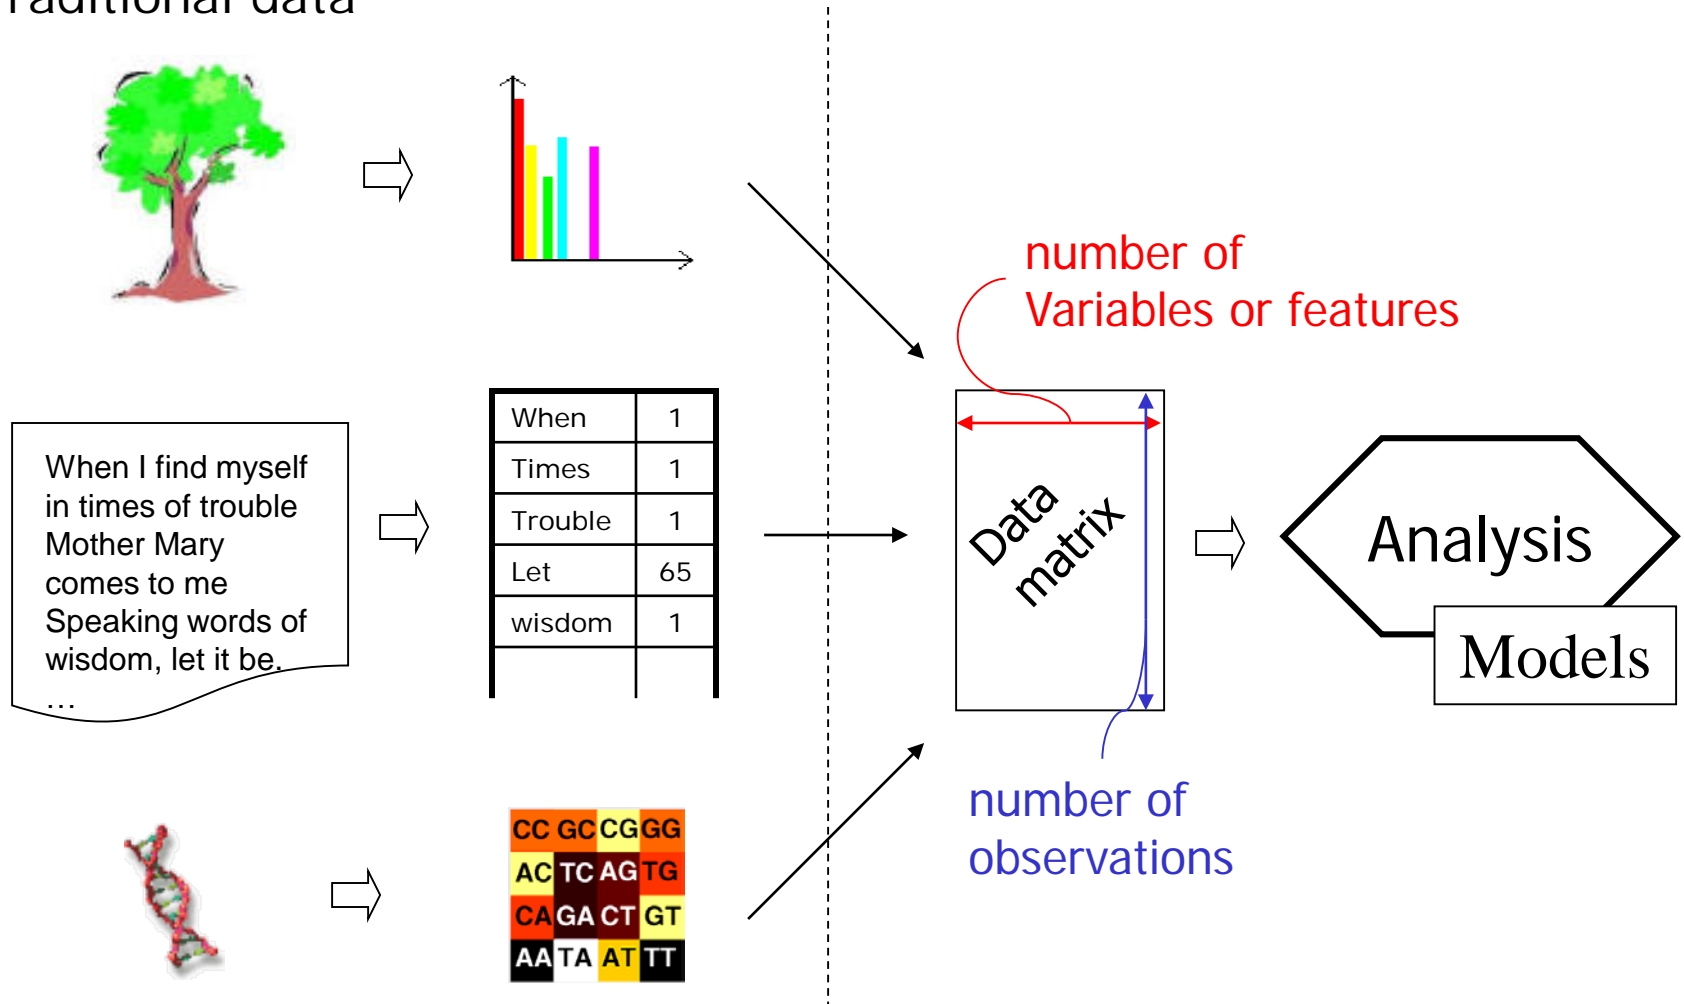 raditional data
number of
Variables or features
When I find myself
in times of trouble
Mother Mary
comes to me
Speaking words of
wisdom, let it be.
…
When 1
Times 1
Trouble 1
Let 65
wisdom 1
Data
matrix
Analysis
Models
number of
observations
CC GC CG GG
AC TC AG TG
CA GA CT GT
AA TA AT TT